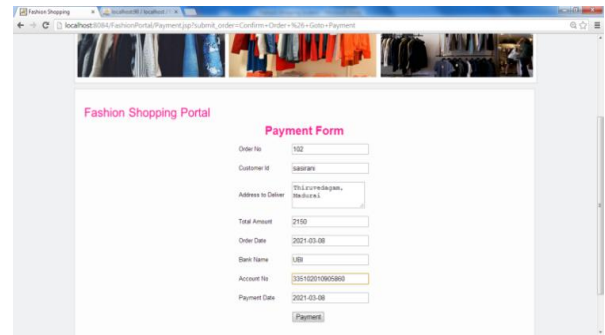 Fashion Shopping
localhost:8084/FashionPortal/Payment.jsp?submit_order=Confirm+Order+%26+Goto+Payment
Fashion Shopping Portal
Payment Form
Order No 102
Customer Id sasirani
Address to Deliver Thiruvedagam,
Madurai
Total Amount 2150
Order Date 2021-03-08
Bank Name UBI
Account No 335102010905860
Payment Date 2021-03-08
Payment